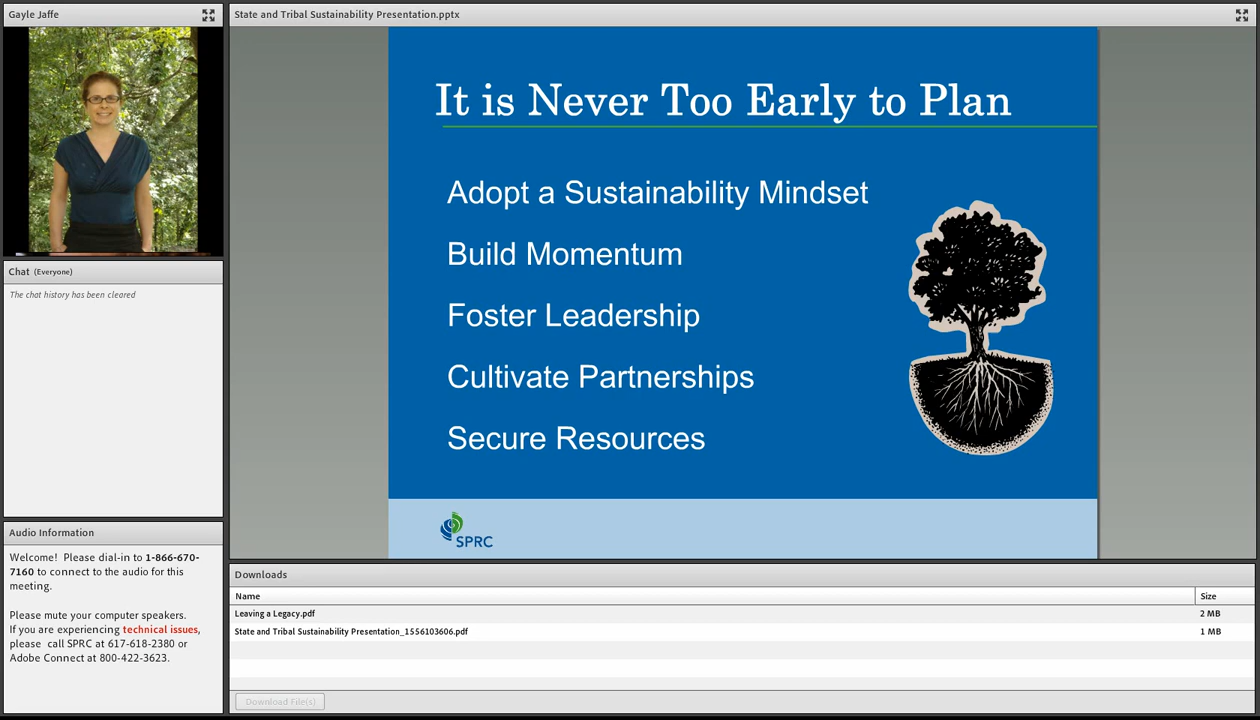 Gayle Jaffe
State and Tribal Sustainability Presentation.pptx
It is Never Too Early to Plan
Adopt a Sustainability Mindset
Build Momentum
Foster Leadership
Cultivate Partnerships
Secure Resources
SPRC
Chat (Everyone)
The chat history has been cleared
Audio Information
Welcome! Please dial-in to 1-866-670-
7160 to connect to the audio for this
meeting.
Please mute your computer speakers.
If you are experiencing technical issues,
please call SPRC at 617-618-2380 or
Adobe Connect at 800-422-3623.
Downloads
Name Size
Leaving a Legacy.pdf 2 MB
State and Tribal Sustainability Presentation_1556103606.pdf 1 MB
Download File(s)